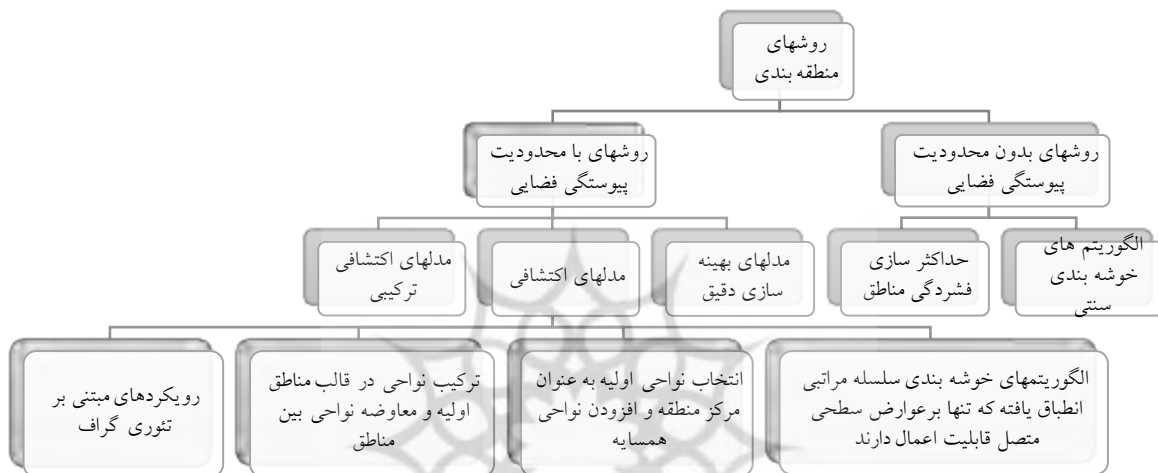 روشهای
منطقه بندی
روشهای بدون محدودیت
پیوستگی فضایی
روشهای با محدودیت
پیوستگی فضایی
الگوریتم های
خوشه بندی
سنتی
حداکثر سازی
فشردگی مناطق
مدلهای بهینه
سازی دقیق
مدلهای اکتشافی
مدلهای اکتشافی
ترکیبی
الگوریتمهای خوشه بندی سلسله مراتبی
انطباق یافته که تنها برعوارض سطحی
متصل قابلیت اعمال دارند
انتخاب نواحی اولیه به عنوان
مرکز منطقه و افزودن نواحی
همسایه
ترکیب نواحی در قالب مناطق
اولیه و معاوضه نواحی بین
مناطق
رویکردهای مبتنی بر
تئوری گراف